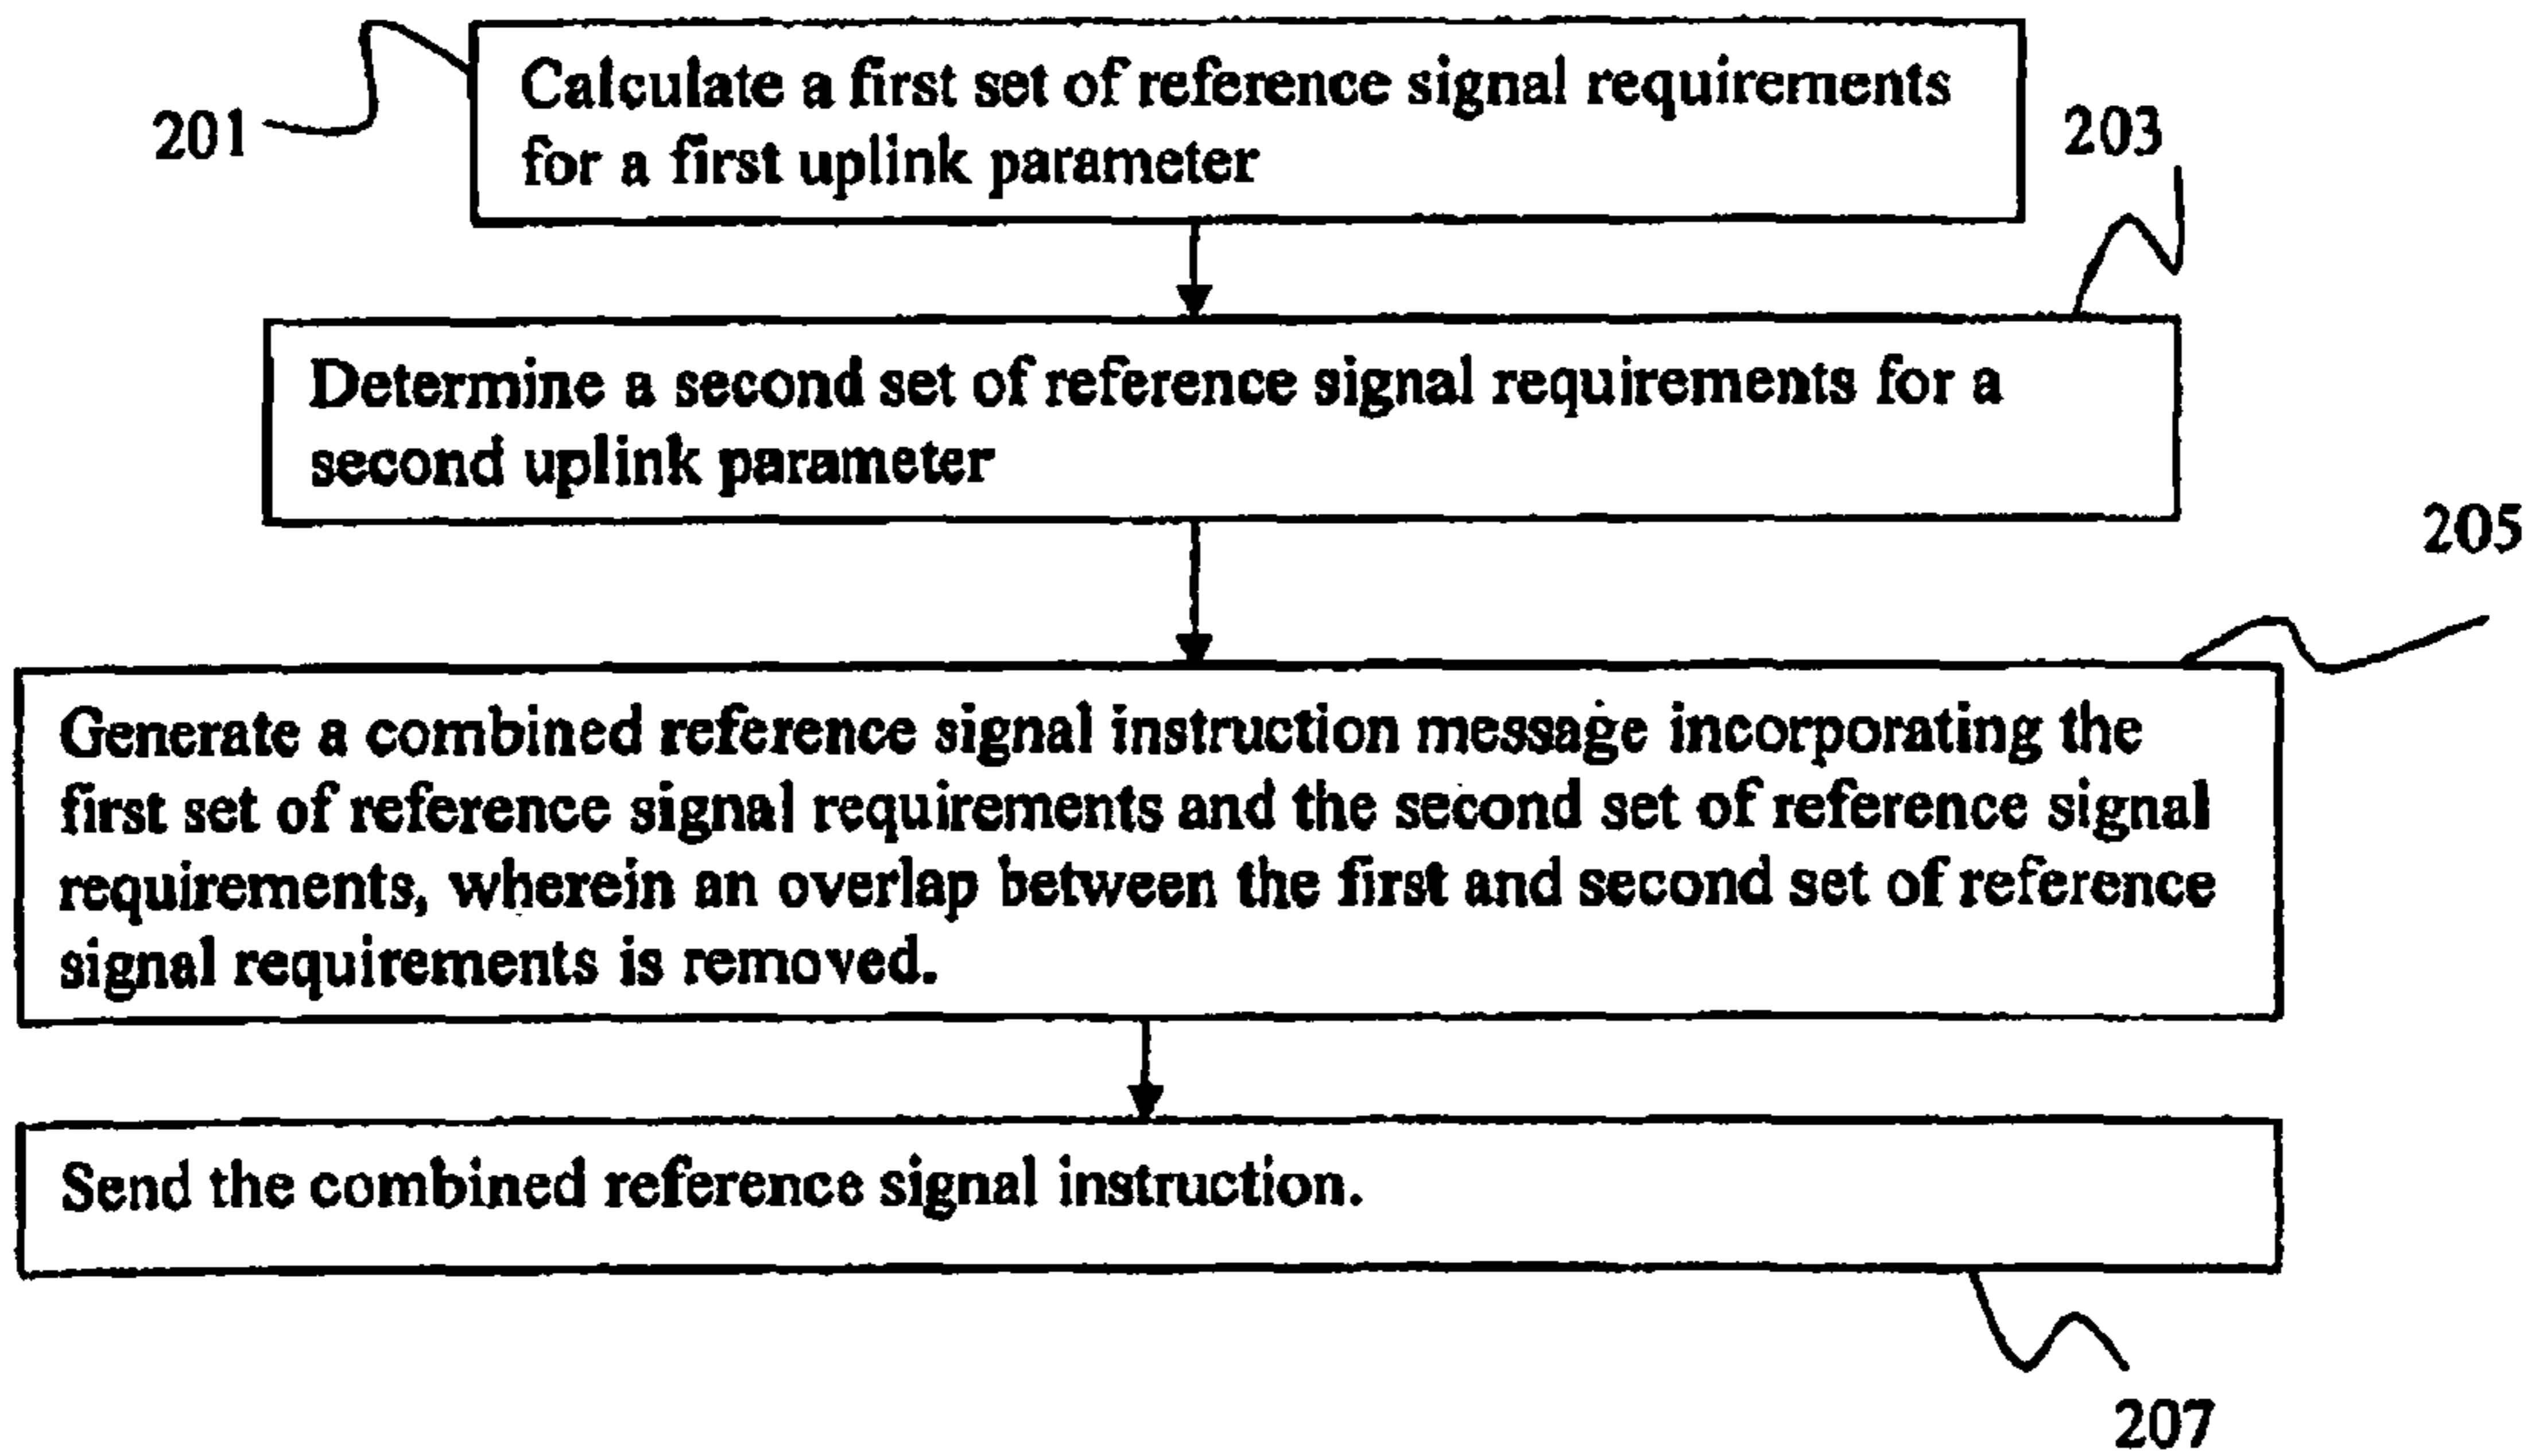 Calculate a first set of reference signal requirements
for a first uplink parameter
201
203
Determine a second set of reference signal requirements for a
second uplink parameter
205
Generate a combined reference signal instruction message incorporating the
first set of reference signal requirements and the second set of reference signal
requirements, wherein an overlap between the first and second set of reference
signal requirements is removed.
Send the combined reference signal instruction.
207